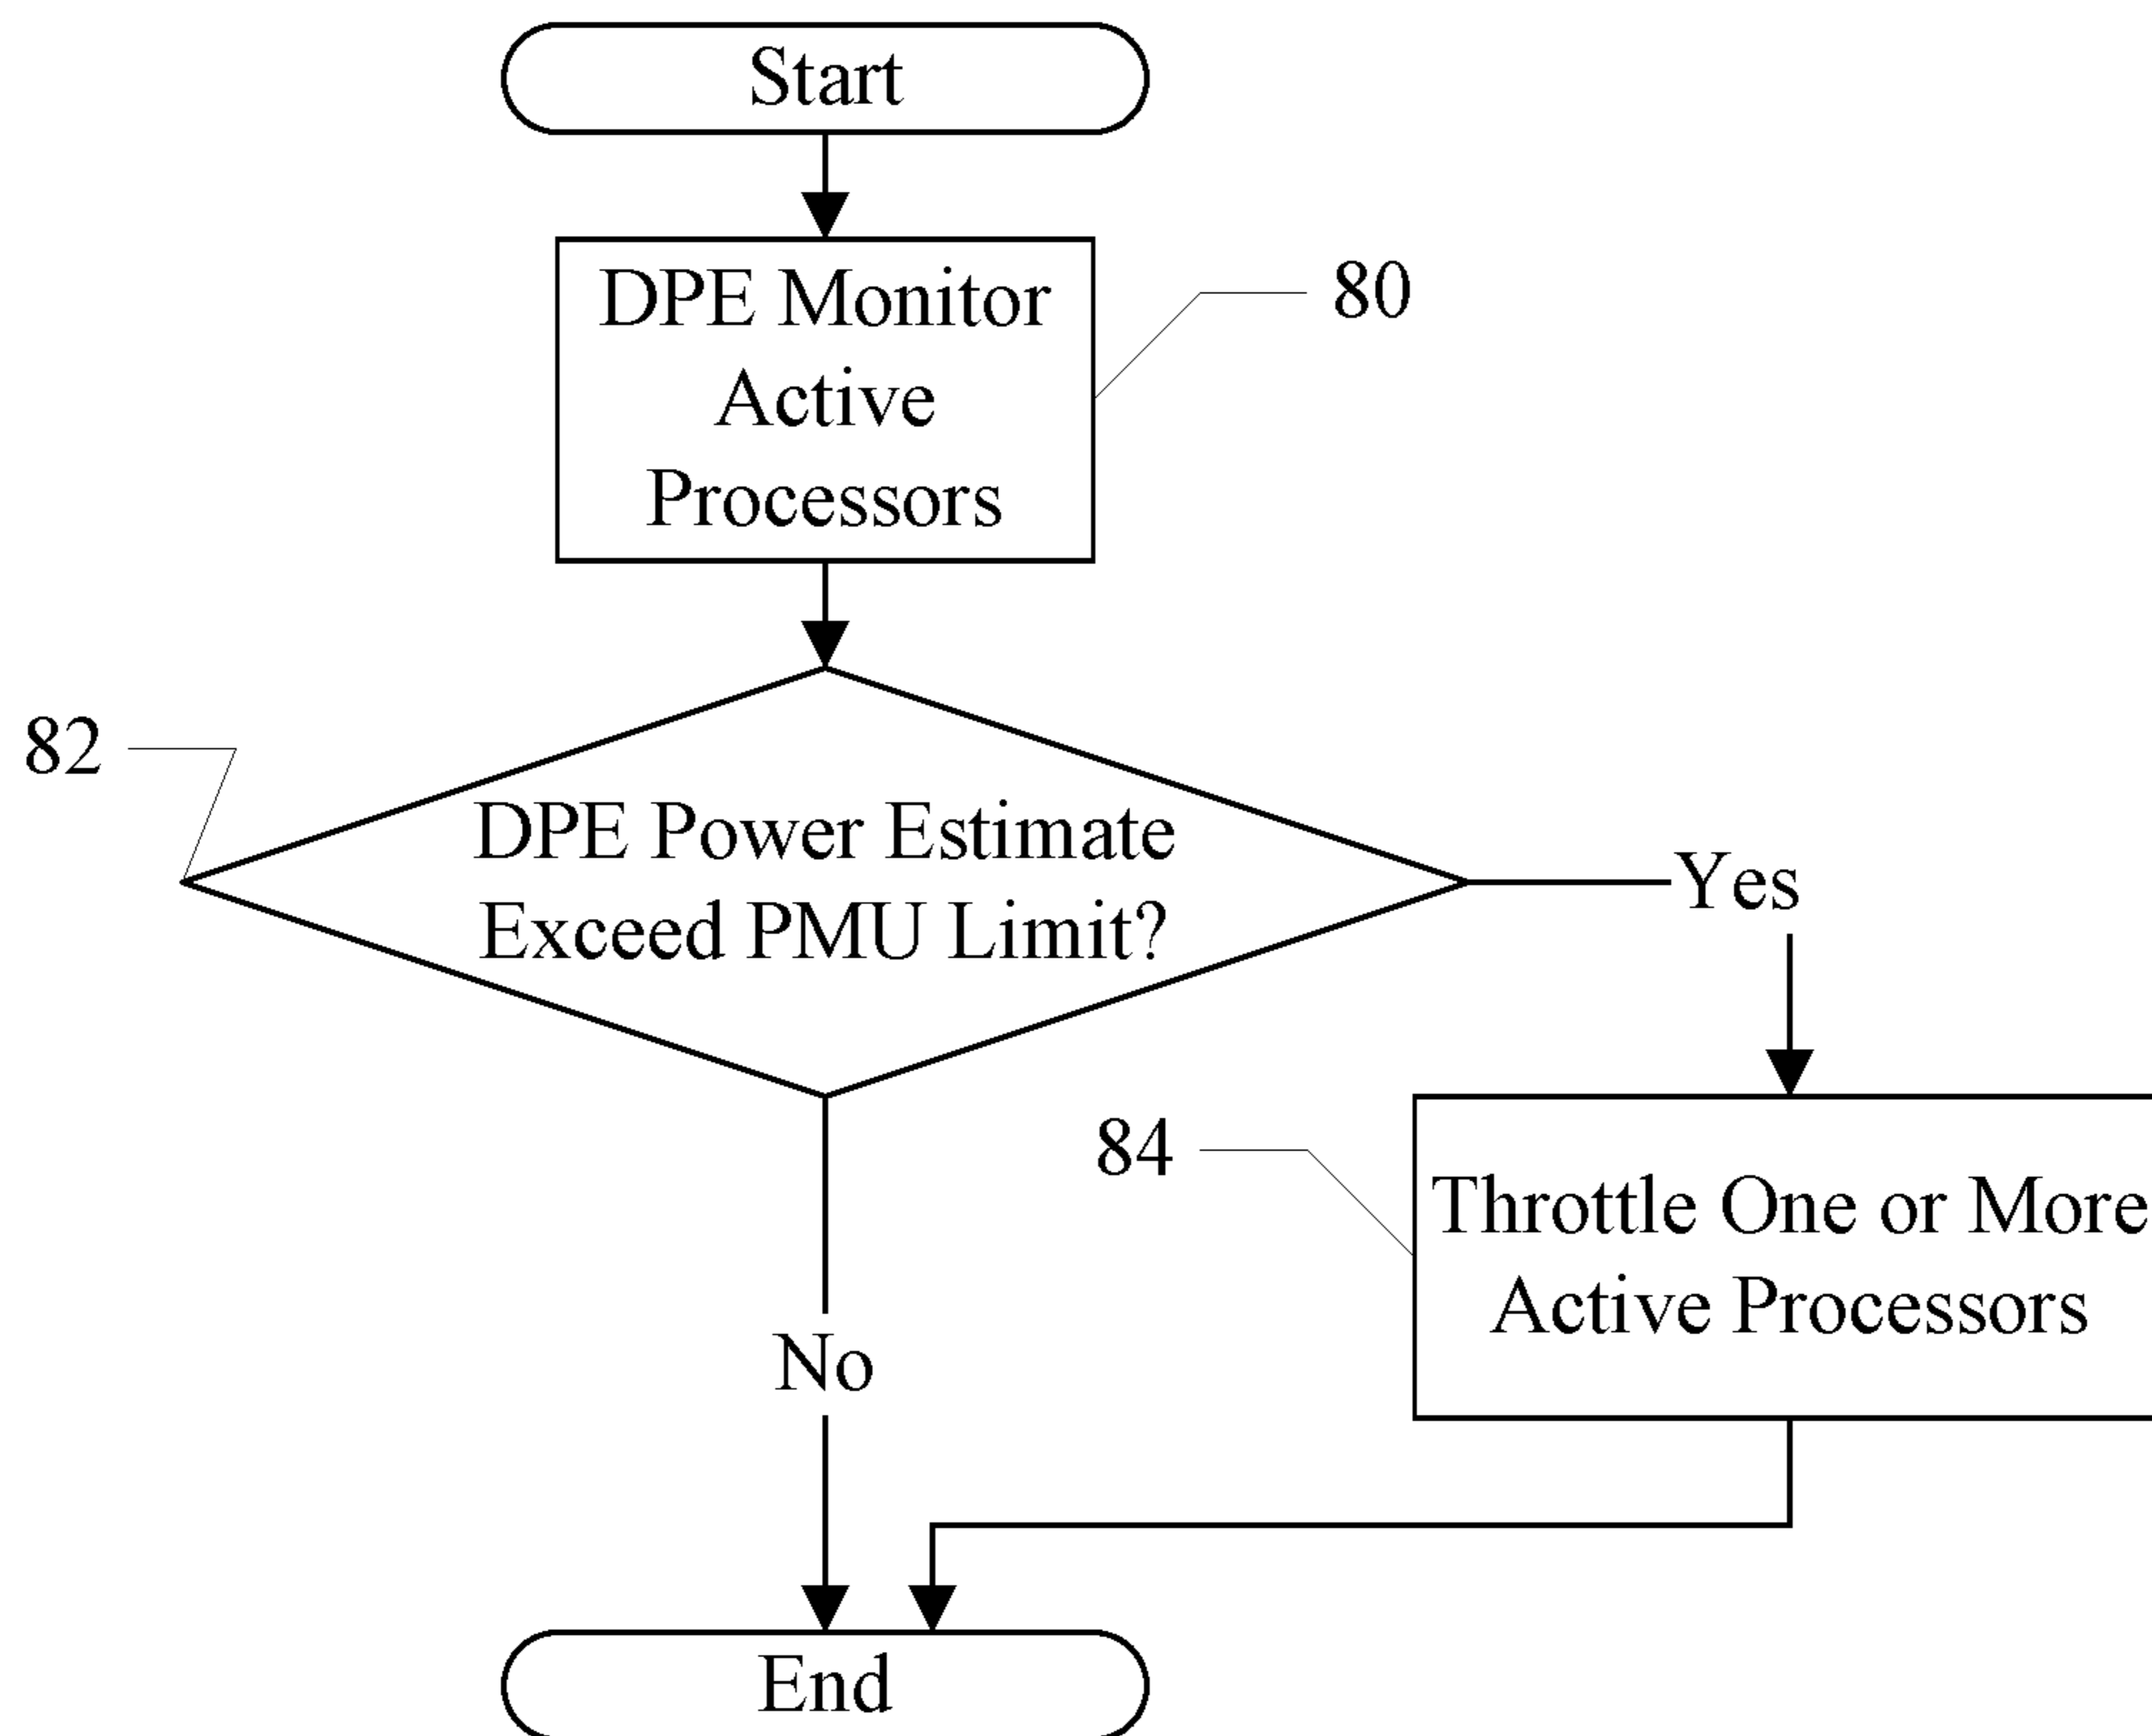 Start
DPE Monitor
Active
Processors
80
82
DPE Power Estimate
Exceed PMU Limit?
Yes
84
Throttle One or More
Active Processors
No
End